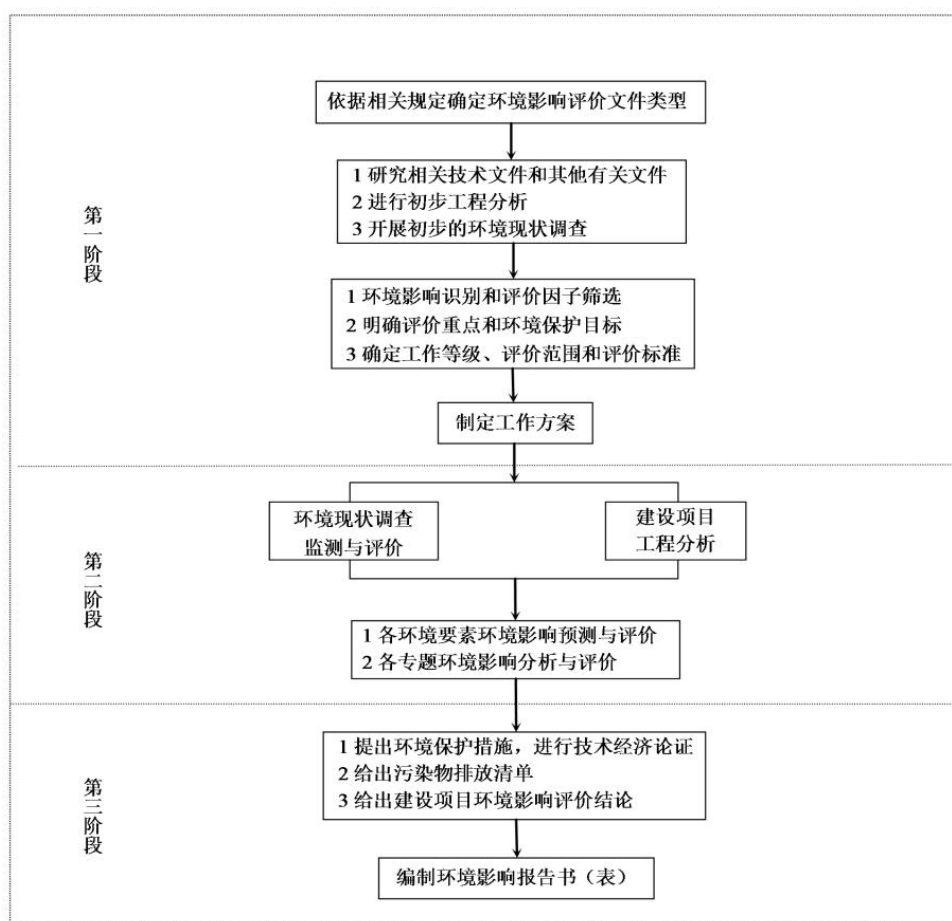 依据相关规定确定环境影响评价文件类型
1 研究相关技术文件和其他有关文件
2 进行初步工程分析
3 开展初步的环境现状调查
第一阶段
1 环境影响识别和评价因子筛选
2 明确评价重点和环境保护目标
3 确定工作等级、评价范围和评价标准
制定工作方案
环境现状调查
监测与评价
建设项目
工程分析
第二阶段
1 各环境要素环境影响预测与评价
2 各专题环境影响分析与评价
1 提出环境保护措施，进行技术经济论证
2 给出污染物排放清单
3 给出建设项目环境影响评价结论
第三阶段
编制环境影响报告书（表）